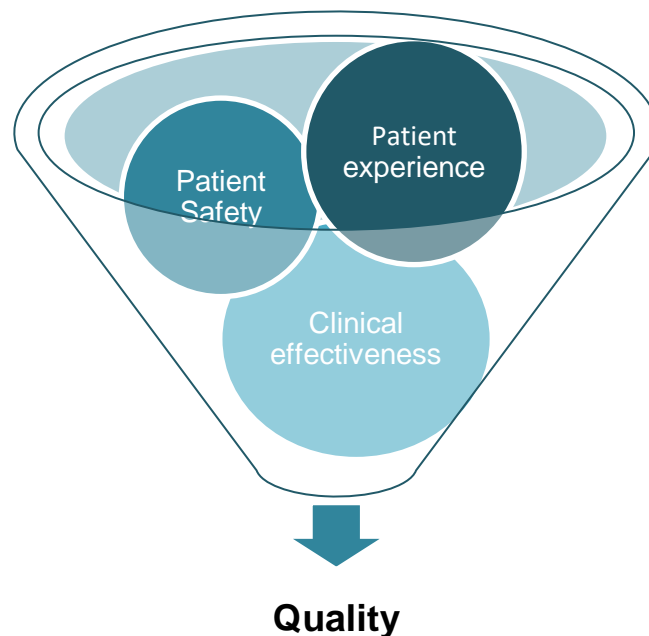 Patient
experience
Patient
Safety
Clinical
effectiveness
Quality